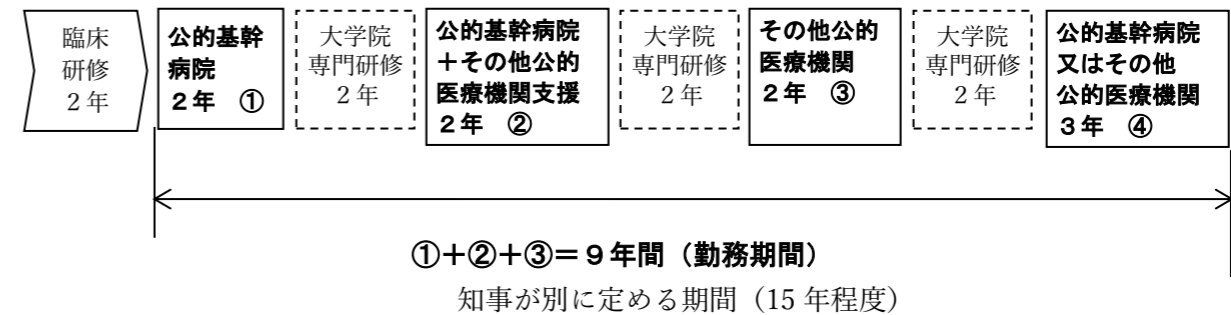 臨床
研修
２年
公的基幹
病院
２年　①
大学院
専門研修
２年
公的基幹病院
＋その他公的
医療機関支援
２年　②
大学院
専門研修
２年
その他公的
医療機関
２年　③
大学院
専門研修
２年
公的基幹病院
又はその他
公的医療機関
３年　④
①＋②＋③＝９年間（勤務期間）
知事が別に定める期間（15 年程度）